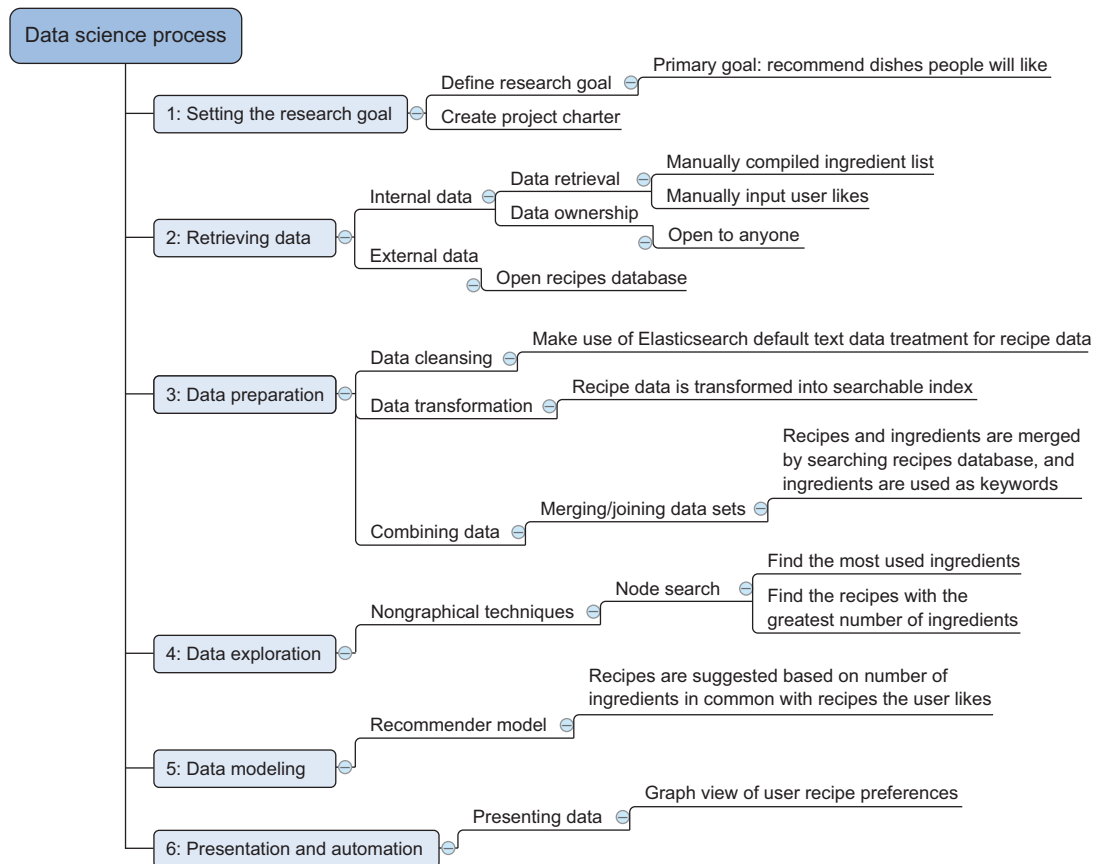 Data science process
1: Setting the research goal
Define research goal
Primary goal: recommend dishes people will like
Create project charter
2: Retrieving data
Internal data
Data retrieval
Manually compiled ingredient list
Manually input user likes
Data ownership
Open to anyone
External data
Open recipes database
3: Data preparation
Data cleansing
Make use of Elasticsearch default text data treatment for recipe data
Data transformation
Recipe data is transformed into searchable index
Combining data
Merging/joining data sets
Recipes and ingredients are merged
by searching recipes database, and
ingredients are used as keywords
4: Data exploration
Nongraphical techniques
Node search
Find the most used ingredients
Find the recipes with the
greatest number of ingredients
5: Data modeling
Recommender model
Recipes are suggested based on number of
ingredients in common with recipes the user likes
6: Presentation and automation
Presenting data
Graph view of user recipe preferences